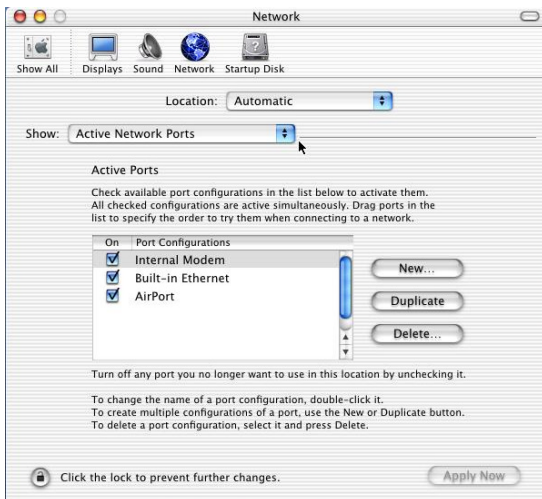 Network
Show All Displays Sound Network Startup Disk
Location: Automatic
Show: Active Network Ports
Active Ports
Check available port configurations in the list below to activate them.
All checked configurations are active simultaneously. Drag ports in the
list to specify the order to try them when connecting to a network.
On Port Configurations
Internal Modem
Built-in Ethernet
AirPort
New...
Duplicate
Delete...
Turn off any port you no longer want to use in this location by unchecking it.
To change the name of a port configuration, double-click it.
To create multiple configurations of a port, use the New or Duplicate button.
To delete a port configuration, select it and press Delete.
Click the lock to prevent further changes.
Apply Now